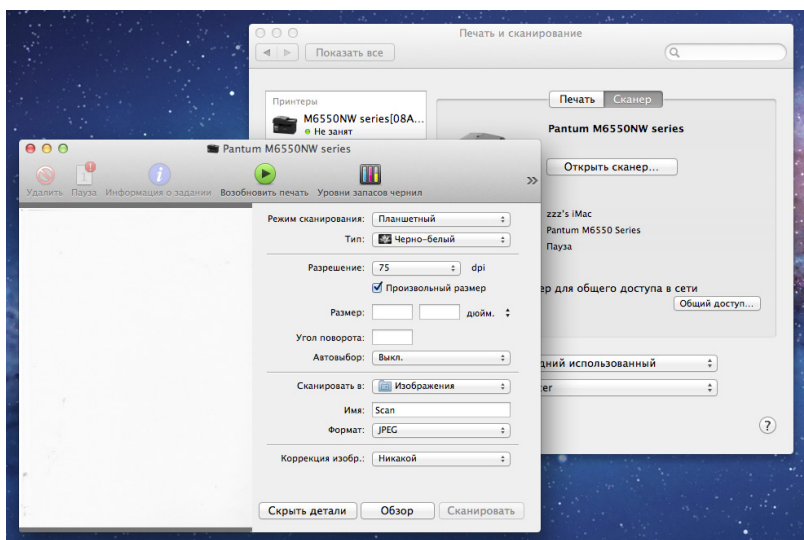 Печать и сканирование
Показать все
Принтеры
M6550NW series[08A...
Не занят
Печать Сканер
Pantum M6550NW series
Открыть сканер...
zzz's iMac
Pantum M6550 Series
Пауза
ер для общего доступа в сети
Общий доступ...
дний использованный
er
?
Pantum M6550NW series
Удалить Пауза Информация о задании Возобновить печать Уровни запасов чернил
Режим сканирования: Планшетный
Тип: Черно-белый
Разрешение: 75 dpi
Произвольный размер
Размер: дюйм.
Угол поворота:
Автовыбор: Выкл.
Сканировать в: Изображения
Имя: Scan
Формат: JPEG
Коррекция изобр.: Никакой
Скрыть детали Обзор Сканировать